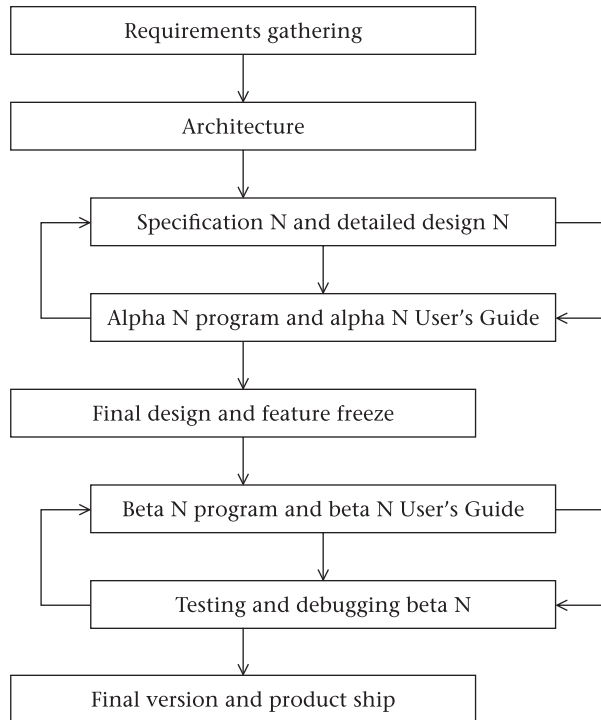 Requirements gathering
Architecture
Specification N and detailed design N
Alpha N program and alpha N User's Guide
Final design and feature freeze
Beta N program and beta N User's Guide
Testing and debugging beta N
Final version and product ship